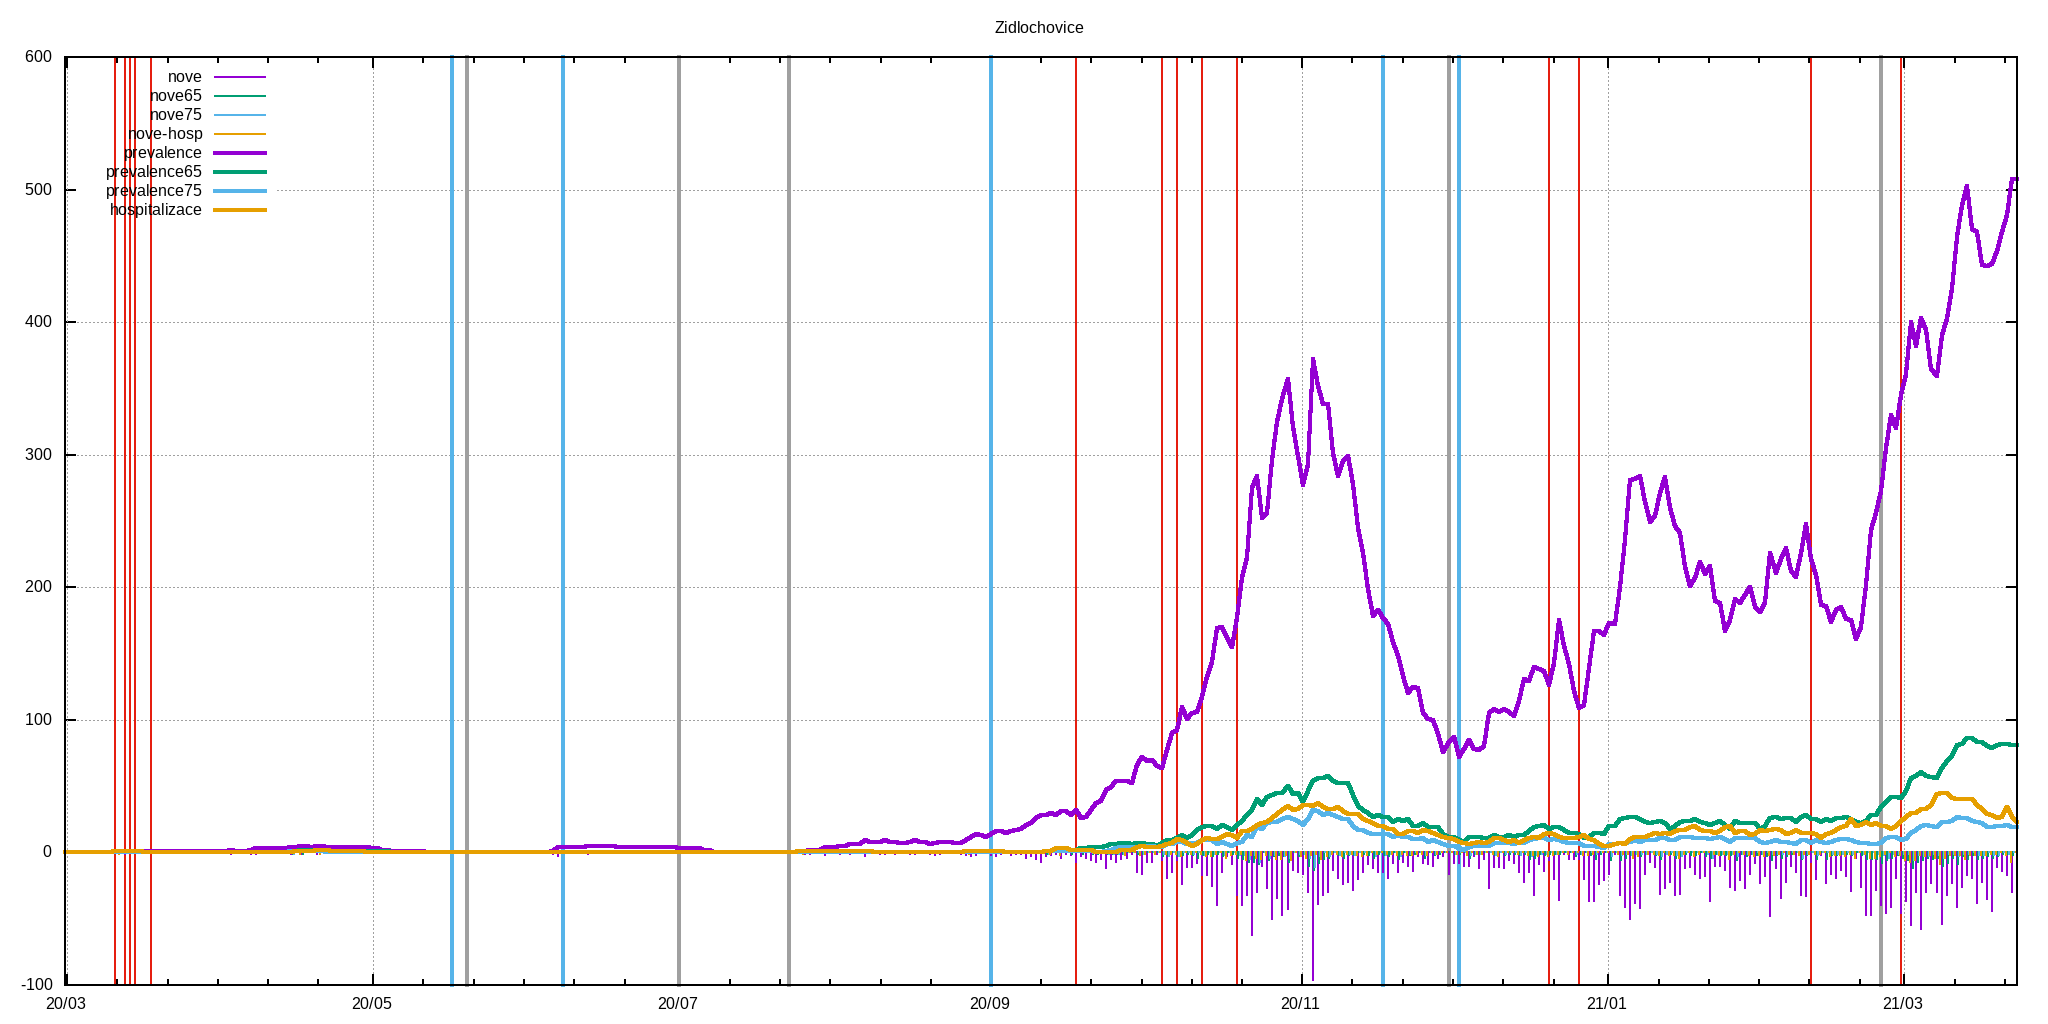 Zidlochovice
600
500
400
300
200
100
0
-100
nove
nove65
nove75
nove-hosp
prevalence
prevalence65
prevalence75
hospitalizace
20/03 20/05 20/07 20/09 20/11 21/01 21/03